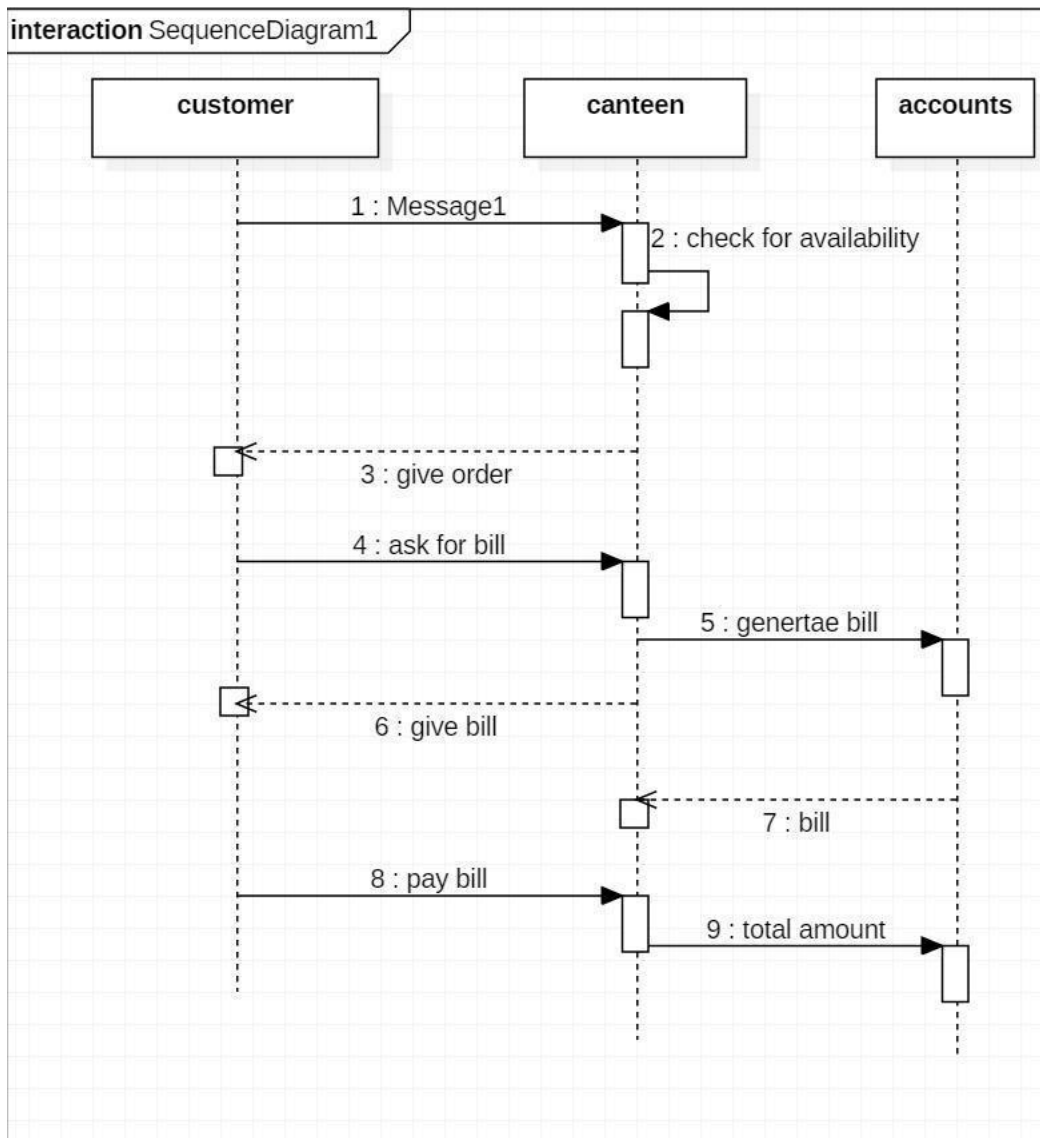 interaction SequenceDiagram1
customer
canteen
accounts
1 : Message1
2 : check for availability
3 : give order
4 : ask for bill
5 : genertae bill
6 : give bill
7 : bill
8 : pay bill
9 : total amount